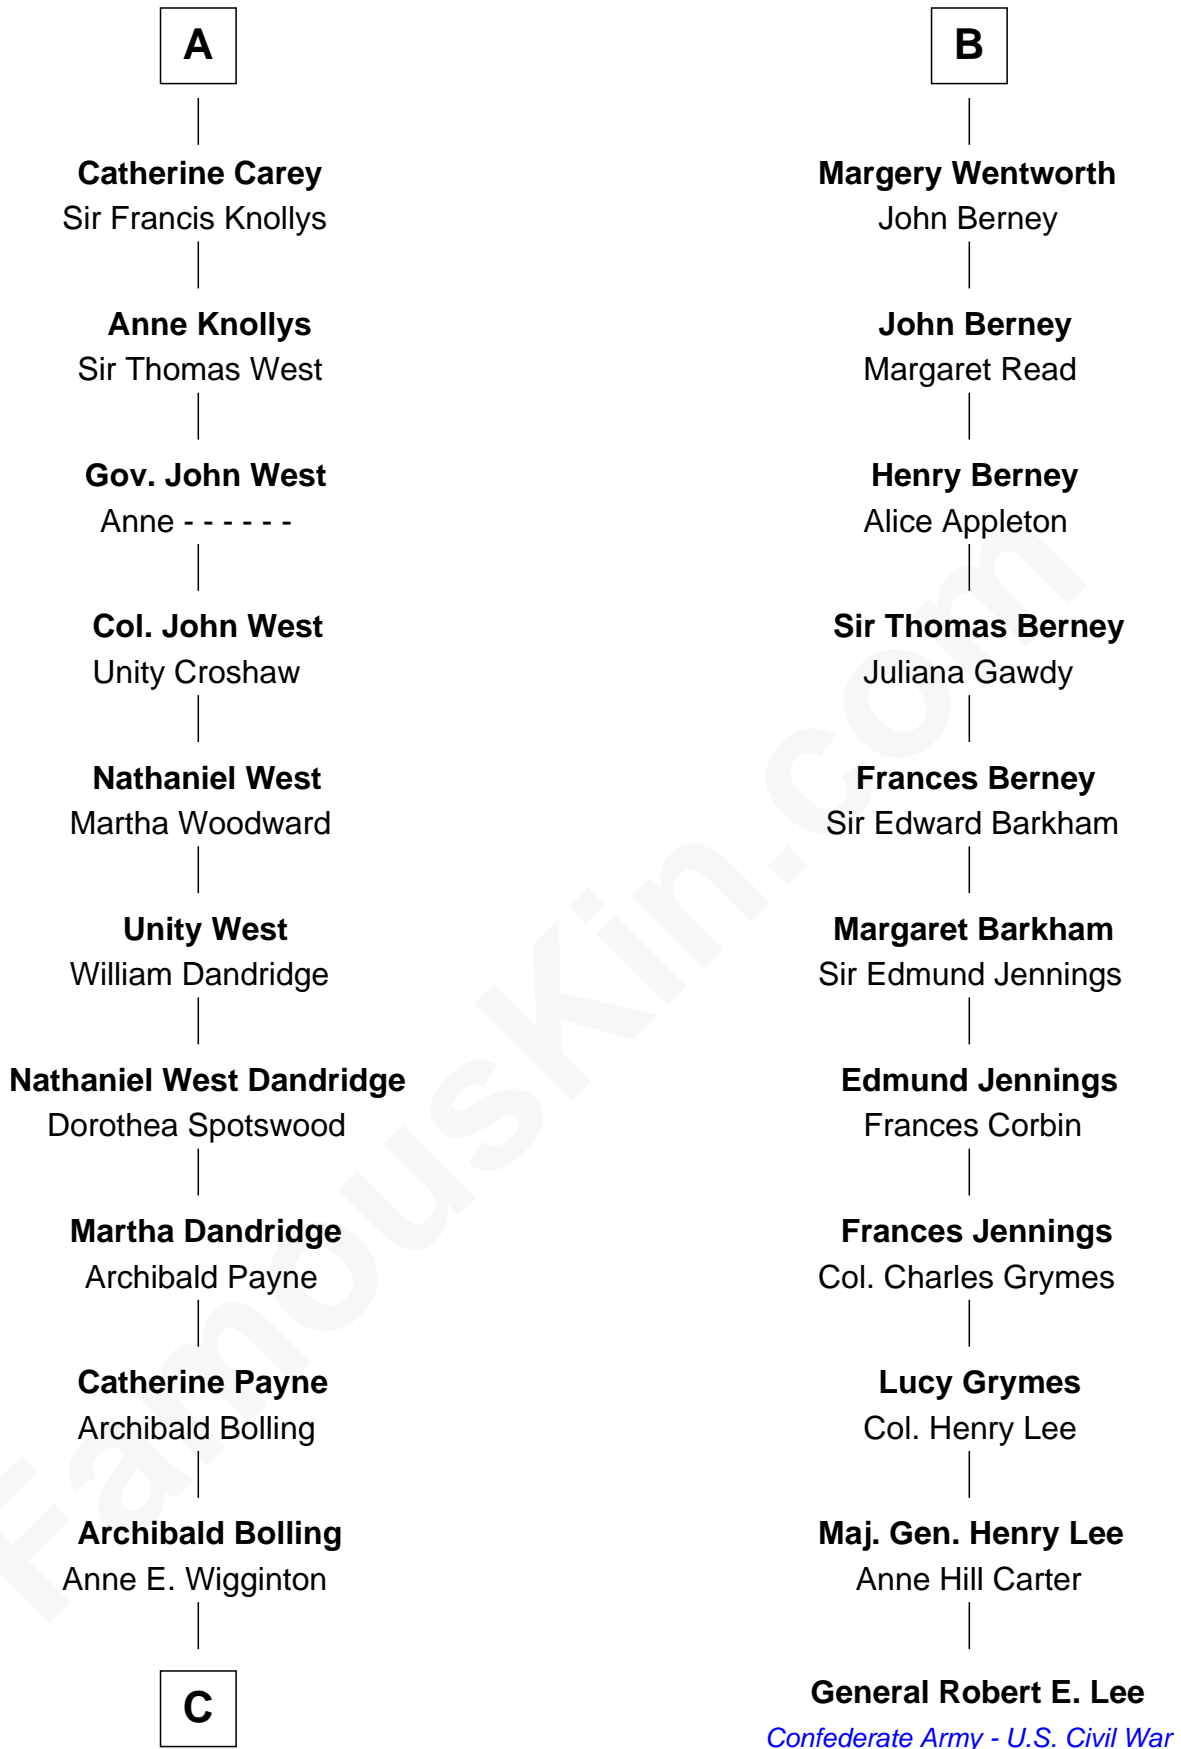 A
Catherine Carey
Sir Francis Knollys
Anne Knollys
Sir Thomas West
Gov. John West
Anne - - - - - -
Col. John West
Unity Croshaw
Nathaniel West
Martha Woodward
Unity West
William Dandridge
Nathaniel West Dandridge
Dorothea Spotswood
Martha Dandridge
Archibald Payne
Catherine Payne
Archibald Bolling
Archibald Bolling
Anne E. Wigginton
C
B
Margery Wentworth
John Berney
John Berney
Margaret Read
Henry Berney
Alice Appleton
Sir Thomas Berney
Juliana Gawdy
Frances Berney
Sir Edward Barkham
Margaret Barkham
Sir Edmund Jennings
Edmund Jennings
Frances Corbin
Frances Jennings
Col. Charles Grymes
Lucy Grymes
Col. Henry Lee
Maj. Gen. Henry Lee
Anne Hill Carter
General Robert E. Lee
Confederate Army - U.S. Civil War
FamousKin.com